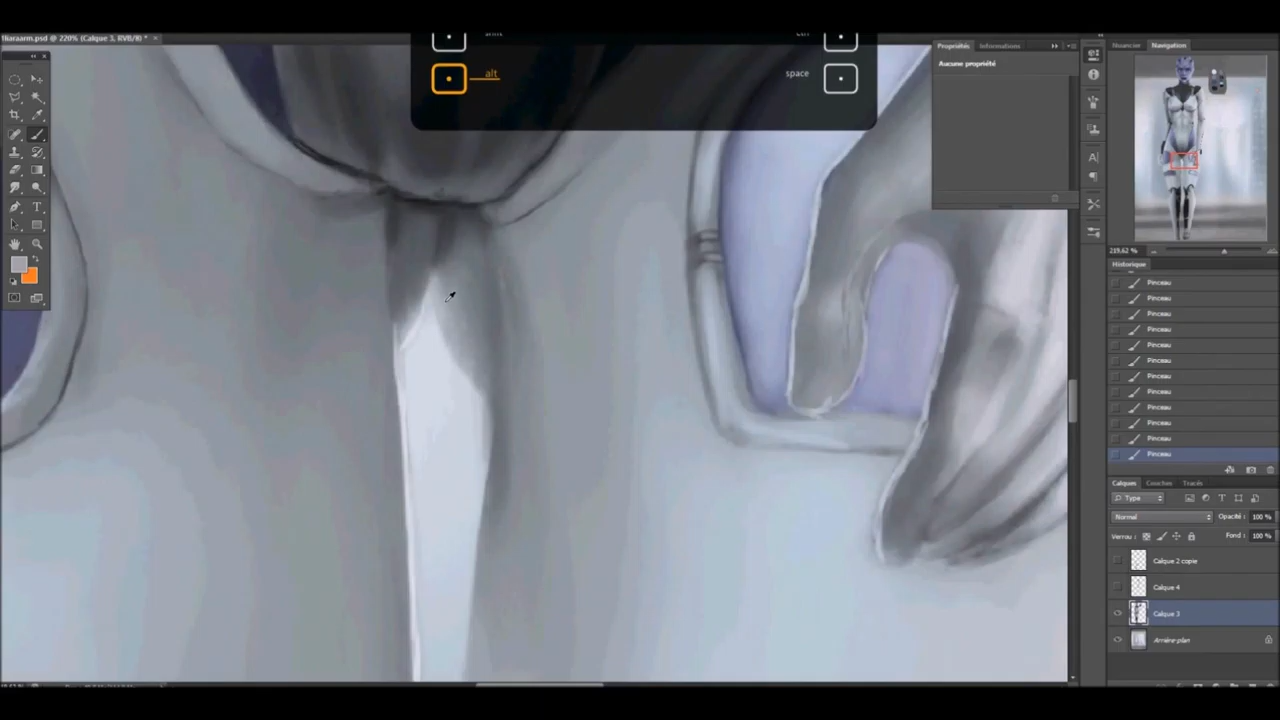 1liaraarm.psd @ 220% (Calque 3, RVB/8) *
alt
space
Propriétés
Informations
Aucune propriété
Nuancier
Navigation
219,62 %
Historique
Pinceau
Pinceau
Pinceau
Pinceau
Pinceau
Pinceau
Pinceau
Pinceau
Pinceau
Pinceau
Pinceau
Pinceau
Calques
Couches
Tracés
Type
Normal
Opacité : 100 %
Verrou :
Fond : 100 %
Calque 2 copie
Calque 4
Calque 3
Arrière-plan